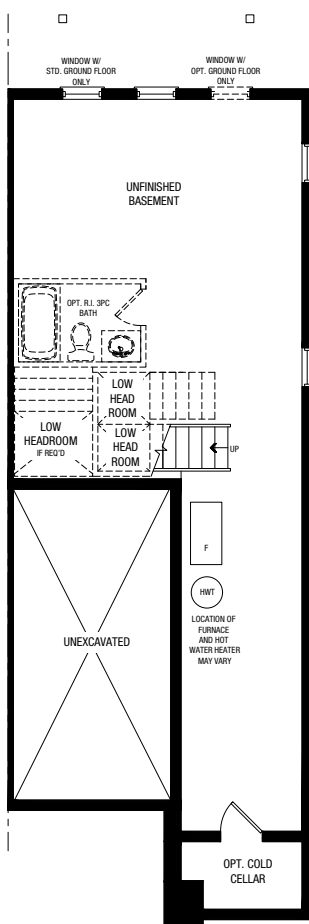 WINDOW W/
STD. GROUND FLOOR
ONLY
WINDOW W/
OPT. GROUND FLOOR
ONLY
UNFINISHED
BASEMENT
OPT. R.I. 3PC
BATH
LOW
HEAD
ROOM
LOW
HEADROOM
IF REQ'D
LOW
HEAD
ROOM
UP
F
HWT
LOCATION OF
FURNACE
AND HOT
WATER HEATER
MAY VARY
UNEXCAVATED
OPT. COLD
CELLAR